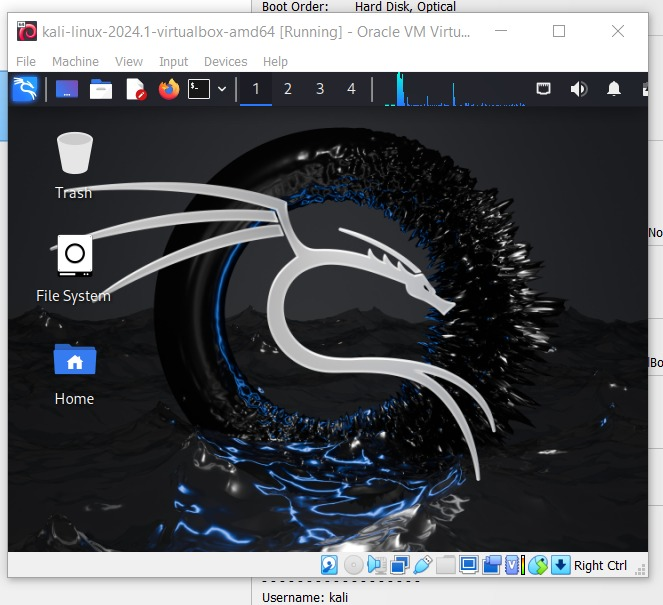 Boot Order: Hard Disk, Optical
kali-linux-2024.1-virtualbox-amd64 [Running] - Oracle VM Virtu...
File Machine View Input Devices Help
1 2 3 4
Trash
File System
Home
No
Right Ctrl
Username: kali